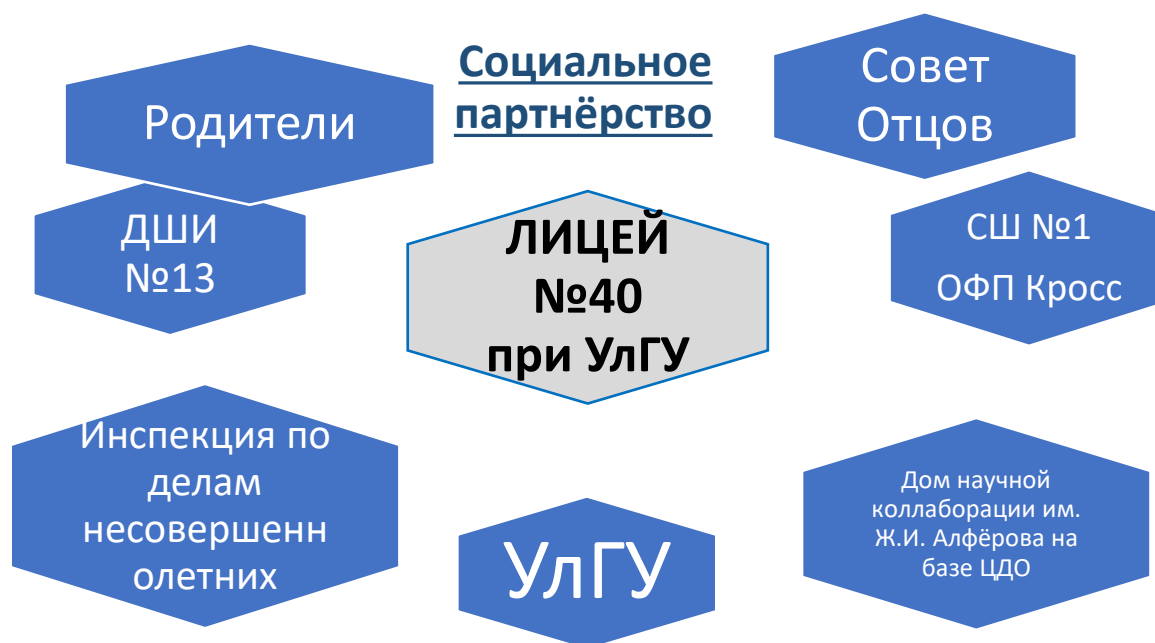 Социальное
партнёрство
Родители
Совет
Отцов
ДШИ
№13
ЛИЦЕЙ
№40
при УлГУ
СШ №1
ОФП Кросс
Инспекция по
делам
несовершенн
олетних
УлГУ
Дом научной
коллаборации им.
Ж.И. Алфёрова на
базе ЦДО